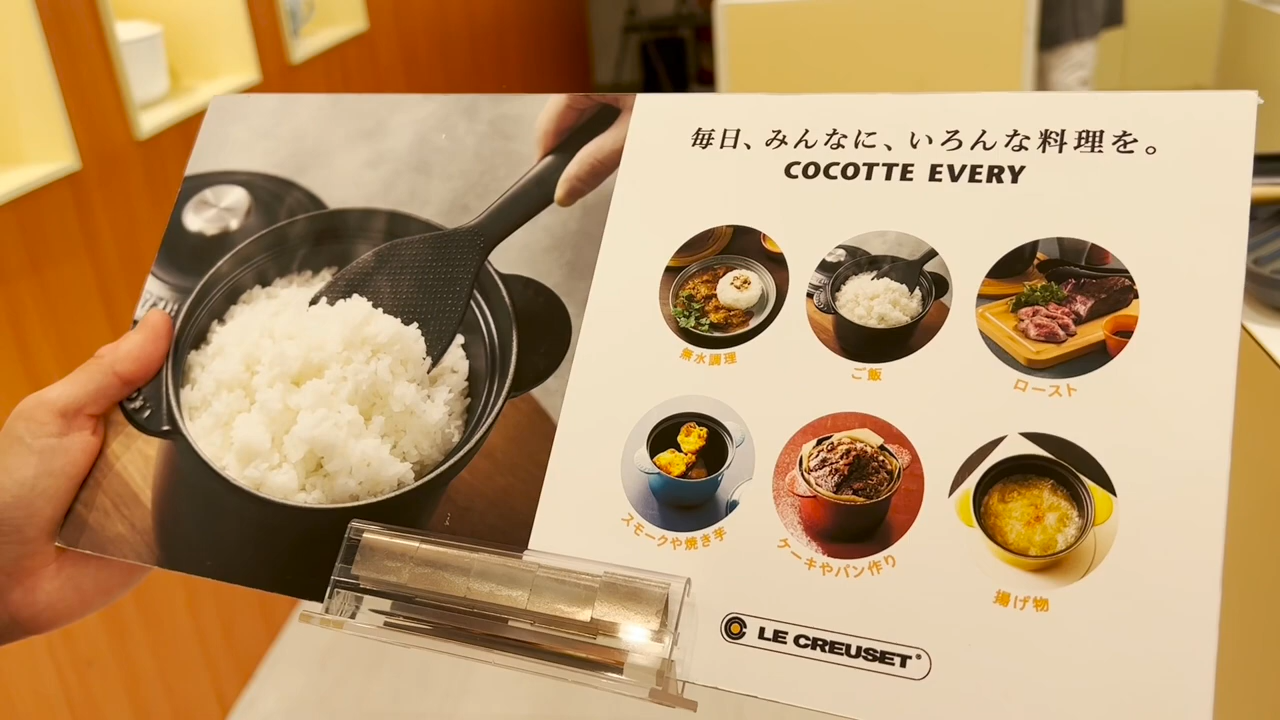 毎日、みんなに、いろんな料理を。
COCOTTE EVERY
無水調理
ご飯
ロースト
スモークや焼き芋
ケーキやパン作り
揚げ物
LE CREUSET®